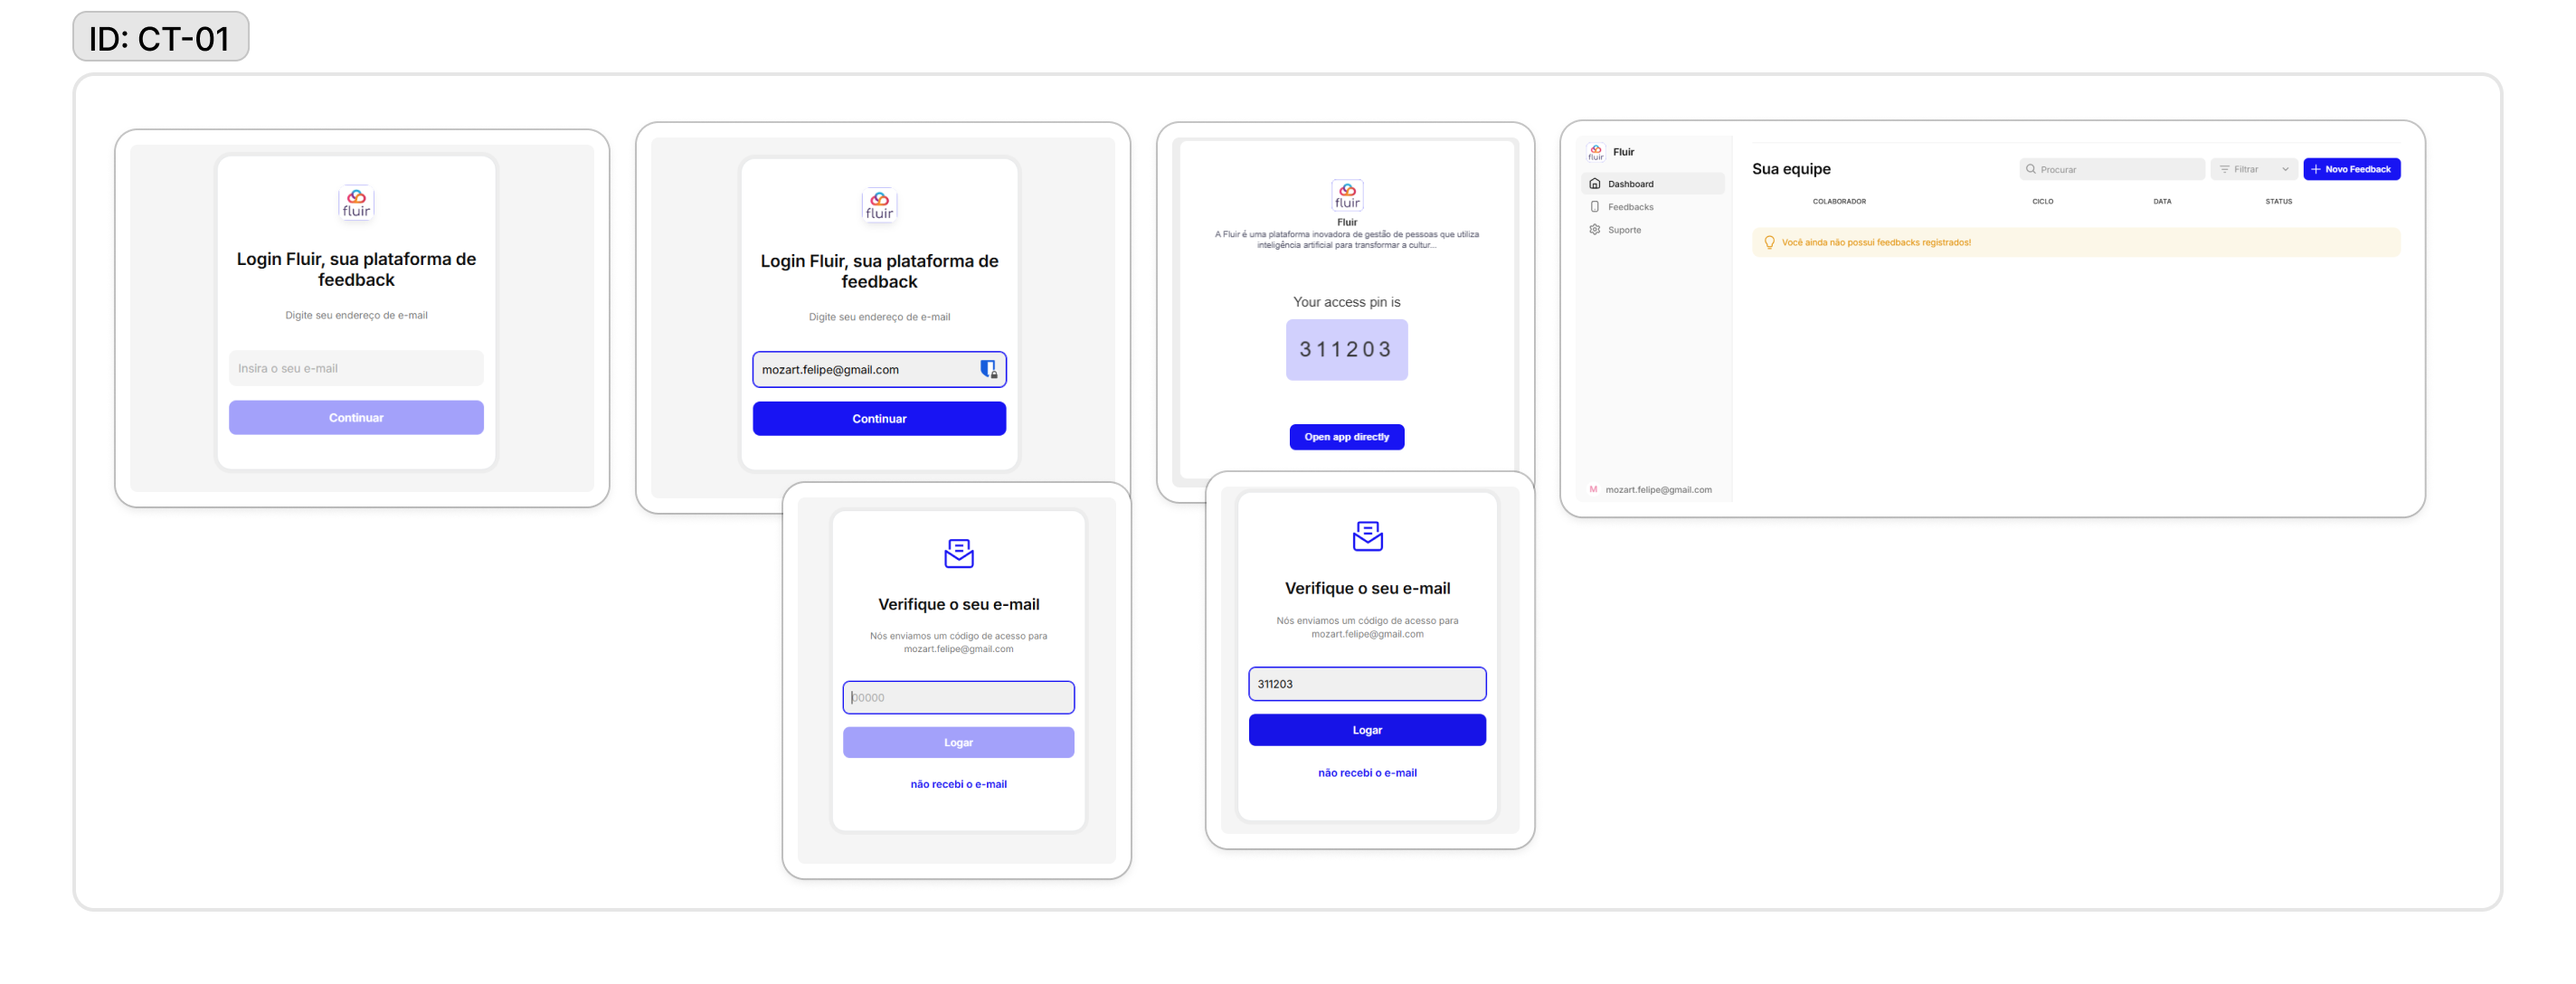 ID: CT-01
fluir
Login Fluir, sua plataforma de
feedback
Digite seu endereço de e-mail
Insira o seu e-mail
Continuar
fluir
Login Fluir, sua plataforma de
feedback
Digite seu endereço de e-mail
mozart.felipe@gmail.com
Continuar
Verifique o seu e-mail
Nós enviamos um código de acesso para
mozart.felipe@gmail.com
00000
Logar
não recebi o e-mail
fluir
Fluir
A Fluir é uma plataforma inovadora de gestão de pessoas que utiliza
inteligência artificial para transformar a cultur...
Your access pin is
311203
Open app directly
Verifique o seu e-mail
Nós enviamos um código de acesso para
mozart.felipe@gmail.com
311203
Logar
não recebi o e-mail
fluir
Fluir
Dashboard
Feedbacks
Suporte
M mozart.felipe@gmail.com
Sua equipe
Procurar
Filtrar
Novo Feedback
COLABORADOR CICLO DATA STATUS
Você ainda não possui feedbacks registrados!